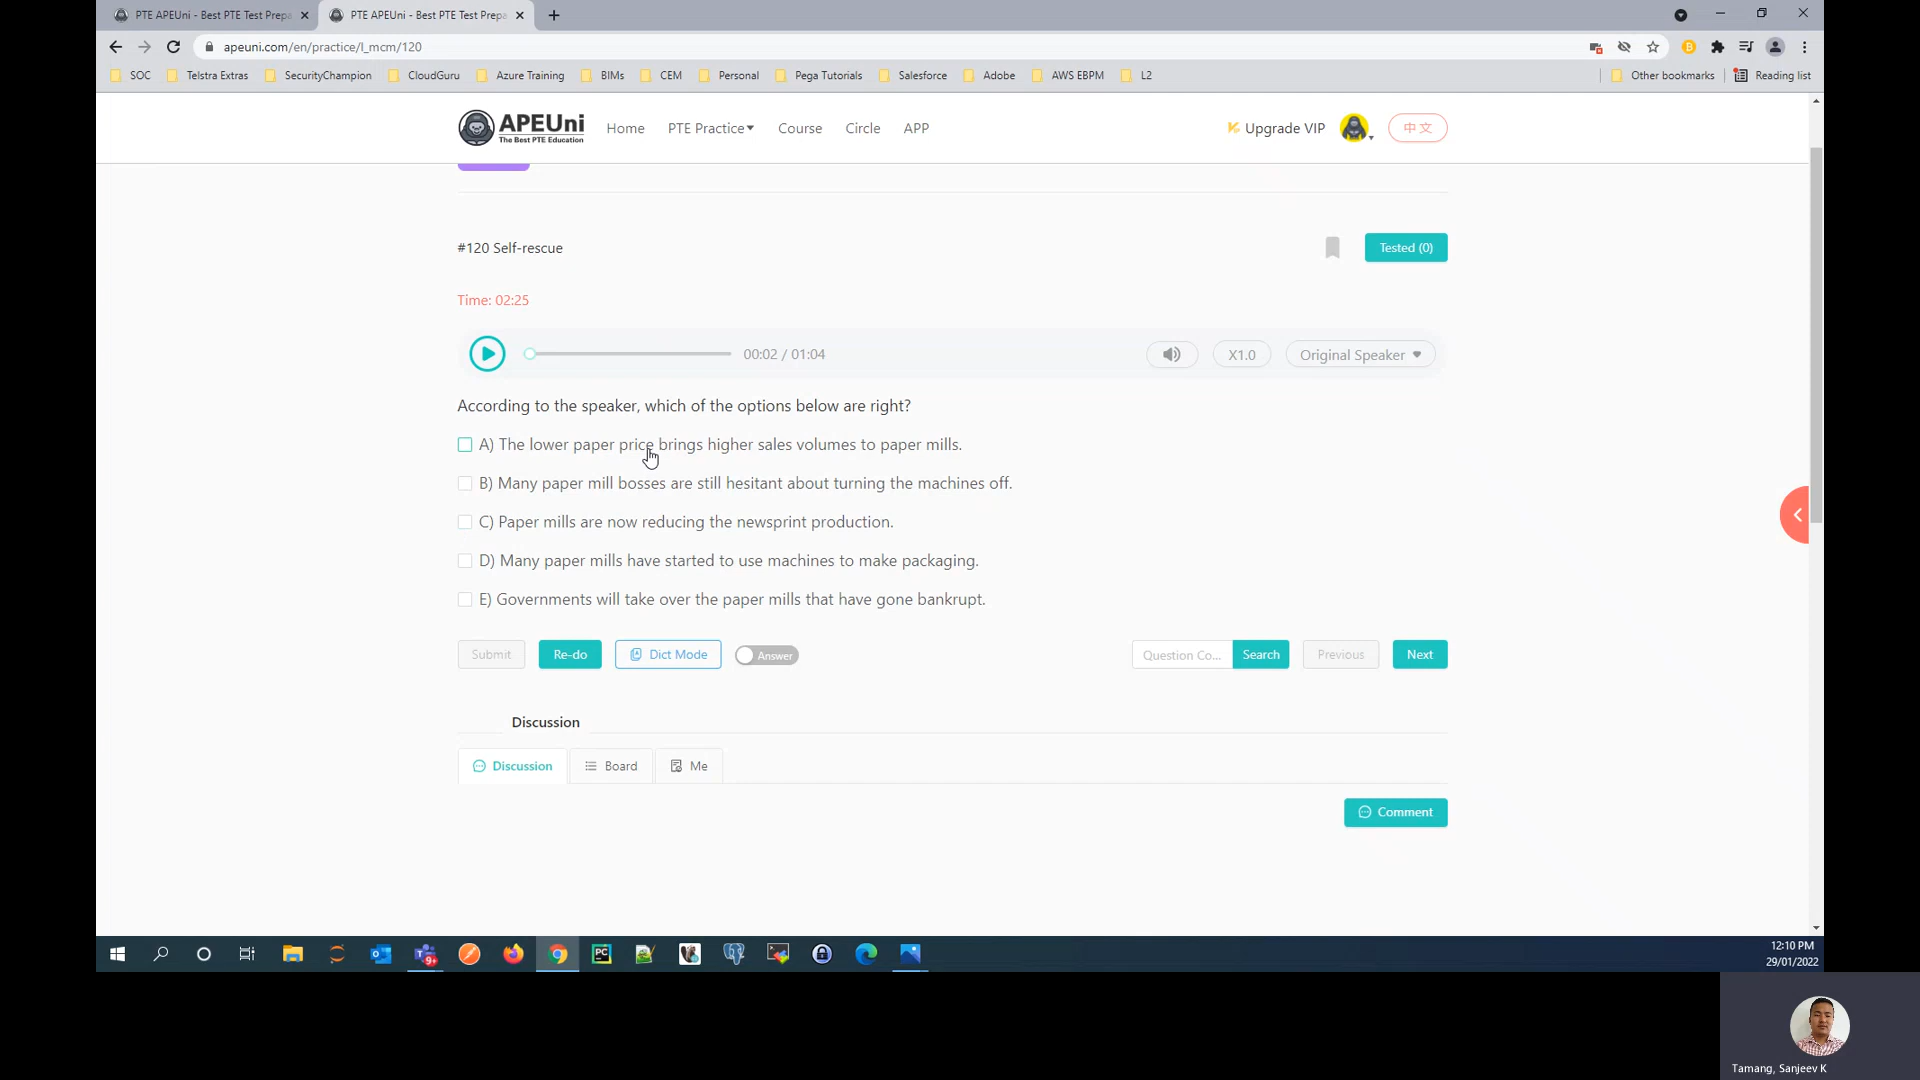 PTE APEUni - Best PTE Test Prepa
PTE APEUni - Best PTE Test Prepa
apeuni.com/en/practice/l_mcm/120
SOC
Telstra Extras
SecurityChampion
CloudGuru
Azure Training
BIMs
CEM
Personal
Pega Tutorials
Salesforce
Adobe
AWS EBPM
L2
Other bookmarks
Reading list
APEUni
The Best PTE Education
Home
PTE Practice
Course
Circle
APP
Upgrade VIP
中文
#120 Self-rescue
Tested (0)
Time: 02:25
00:02 / 01:04
X1.0
Original Speaker
According to the speaker, which of the options below are right?
A) The lower paper price brings higher sales volumes to paper mills.
B) Many paper mill bosses are still hesitant about turning the machines off.
C) Paper mills are now reducing the newsprint production.
D) Many paper mills have started to use machines to make packaging.
E) Governments will take over the paper mills that have gone bankrupt.
Submit
Re-do
Dict Mode
Answer
Question Co...
Search
Previous
Next
Discussion
Discussion
Board
Me
Comment
PC
9+
12:10 PM
29/01/2022
Tamang, Sanjeev K